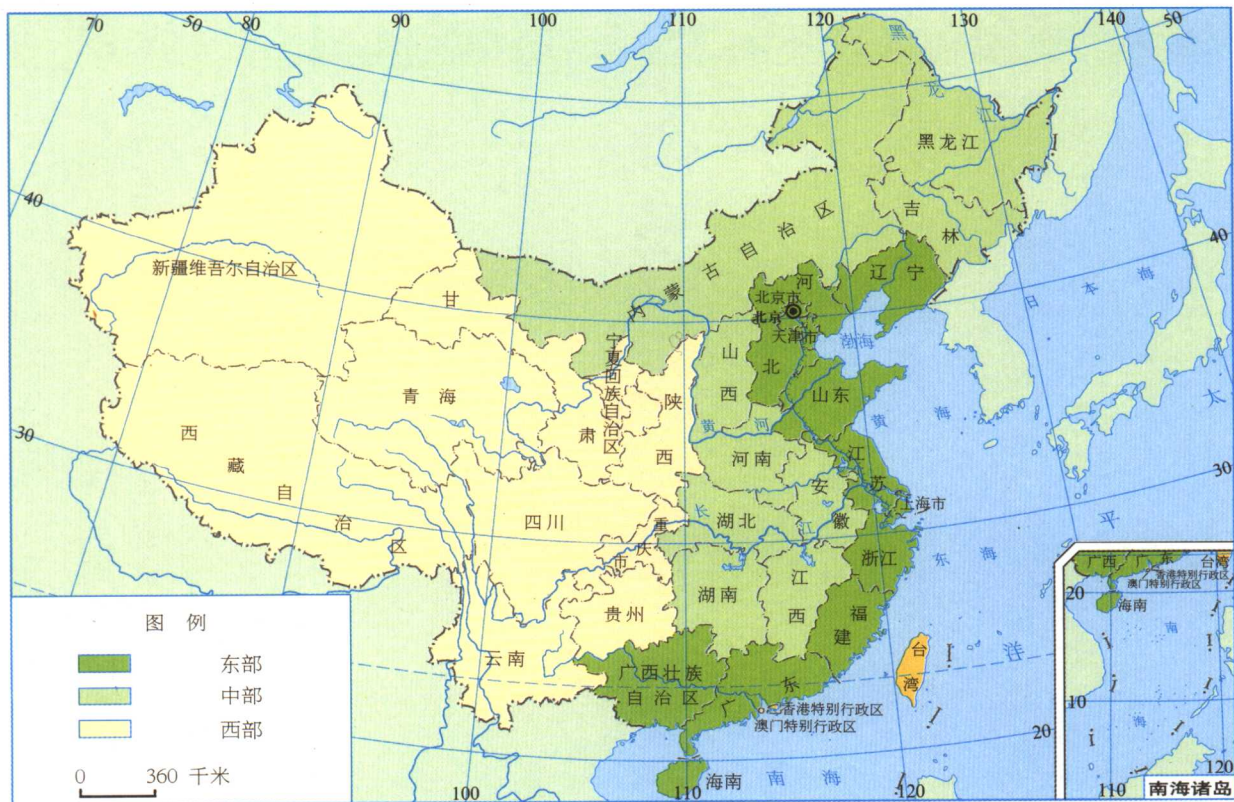 70
80
90
100
110
120
130
140
50
50
40
30
40
30
20
100
110
120
黑
龙
江
黑龙江
吉
林
辽宁
内蒙古自治区
新疆维吾尔自治区
甘
肃
宁夏回族自治区
青海
西藏自治区
陕
西
山
西
河
北
北京市
北京
天津市
渤海
山东
黄河
黄海
日本海
河南
江
苏
安
徽
上海市
四川
重
庆
市
湖北
长江
浙江
东海
太平洋
贵州
湖南
江
西
福
建
云南
广西壮族
自治区
广东
台
湾
香港特别行政区
澳门特别行政区
海南
南海
图例
东部
中部
西部
0 360 千米
广西
广东
台湾
香港特别行政区
澳门特别行政区
20
海南
南
海
10
110
120
南海诸岛